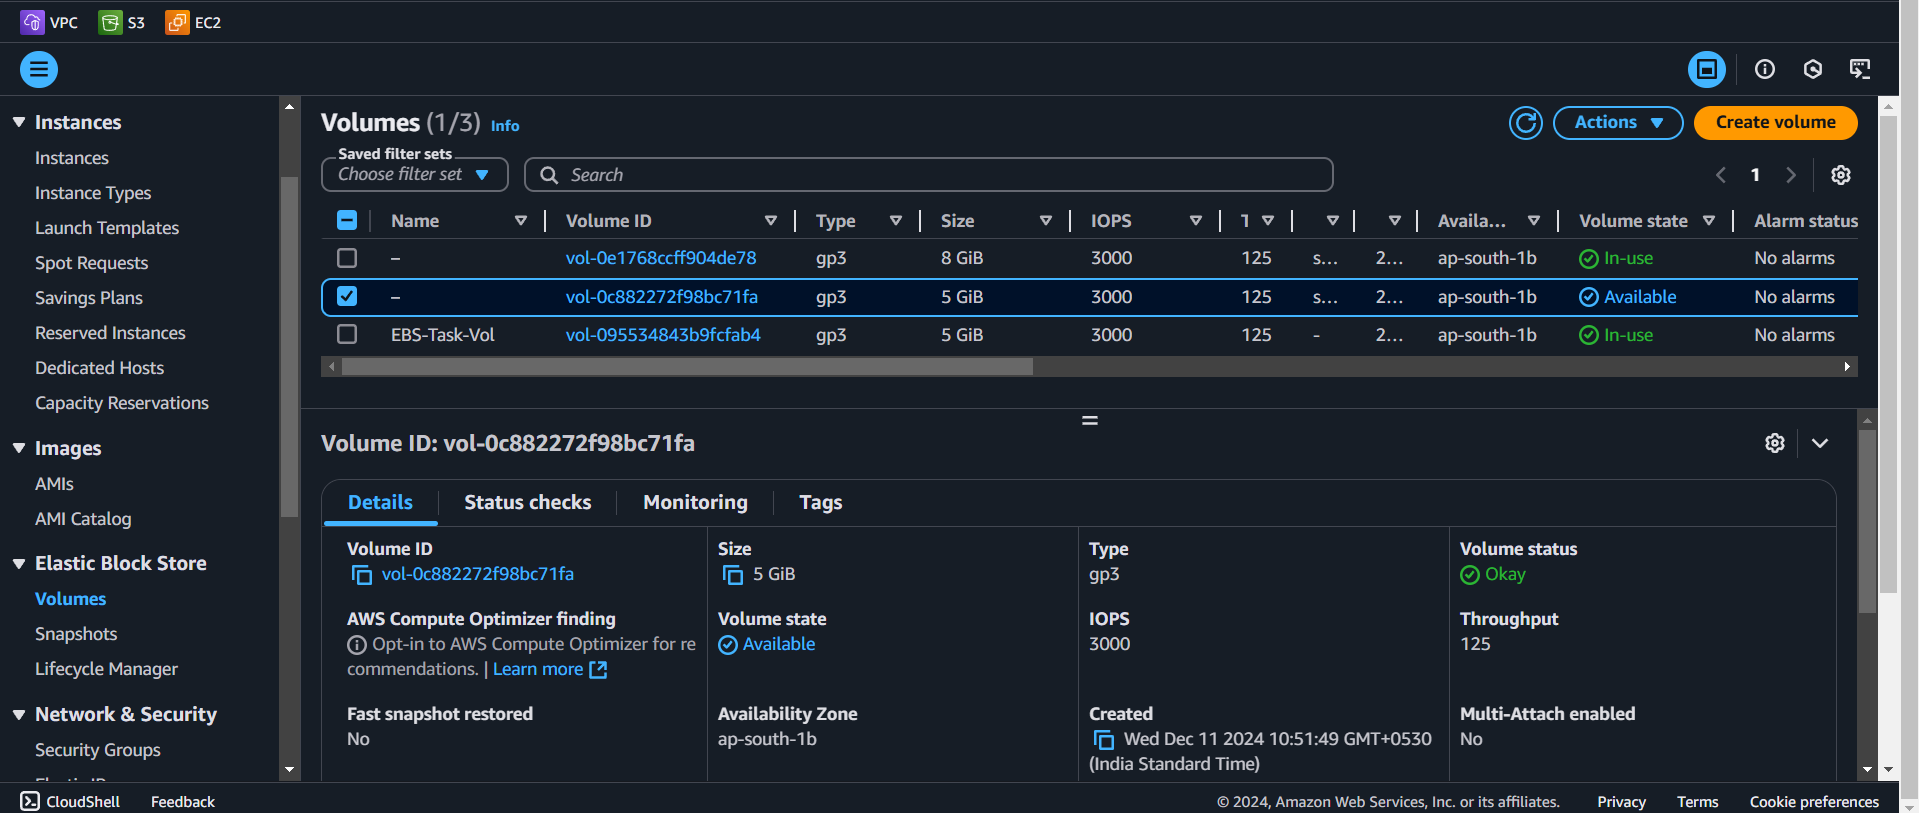 VPC S3 EC2
Instances
Instances
Instance Types
Launch Templates
Spot Requests
Savings Plans
Reserved Instances
Dedicated Hosts
Capacity Reservations
Images
AMIs
AMI Catalog
Elastic Block Store
Volumes
Snapshots
Lifecycle Manager
Network & Security
Security Groups
Volumes (1/3) Info
Actions
Create volume
Saved filter sets
Choose filter set
Search
1
Name Volume ID Type Size IOPS T Availa... Volume state Alarm status
– vol-0e1768ccff904de78 gp3 8 GiB 3000 125 s... 2... ap-south-1b In-use No alarms
– vol-0c882272f98bc71fa gp3 5 GiB 3000 125 s... 2... ap-south-1b Available No alarms
EBS-Task-Vol vol-095534843b9fcfab4 gp3 5 GiB 3000 125 - 2... ap-south-1b In-use No alarms
Volume ID: vol-0c882272f98bc71fa
Details Status checks Monitoring Tags
Volume ID
vol-0c882272f98bc71fa
Size
5 GiB
Type
gp3
Volume status
Okay
AWS Compute Optimizer finding
Opt-in to AWS Compute Optimizer for re
commendations. | Learn more
Volume state
Available
IOPS
3000
Throughput
125
Fast snapshot restored
No
Availability Zone
ap-south-1b
Created
Wed Dec 11 2024 10:51:49 GMT+0530
(India Standard Time)
Multi-Attach enabled
No
CloudShell Feedback © 2024, Amazon Web Services, Inc. or its affiliates. Privacy Terms Cookie preferences